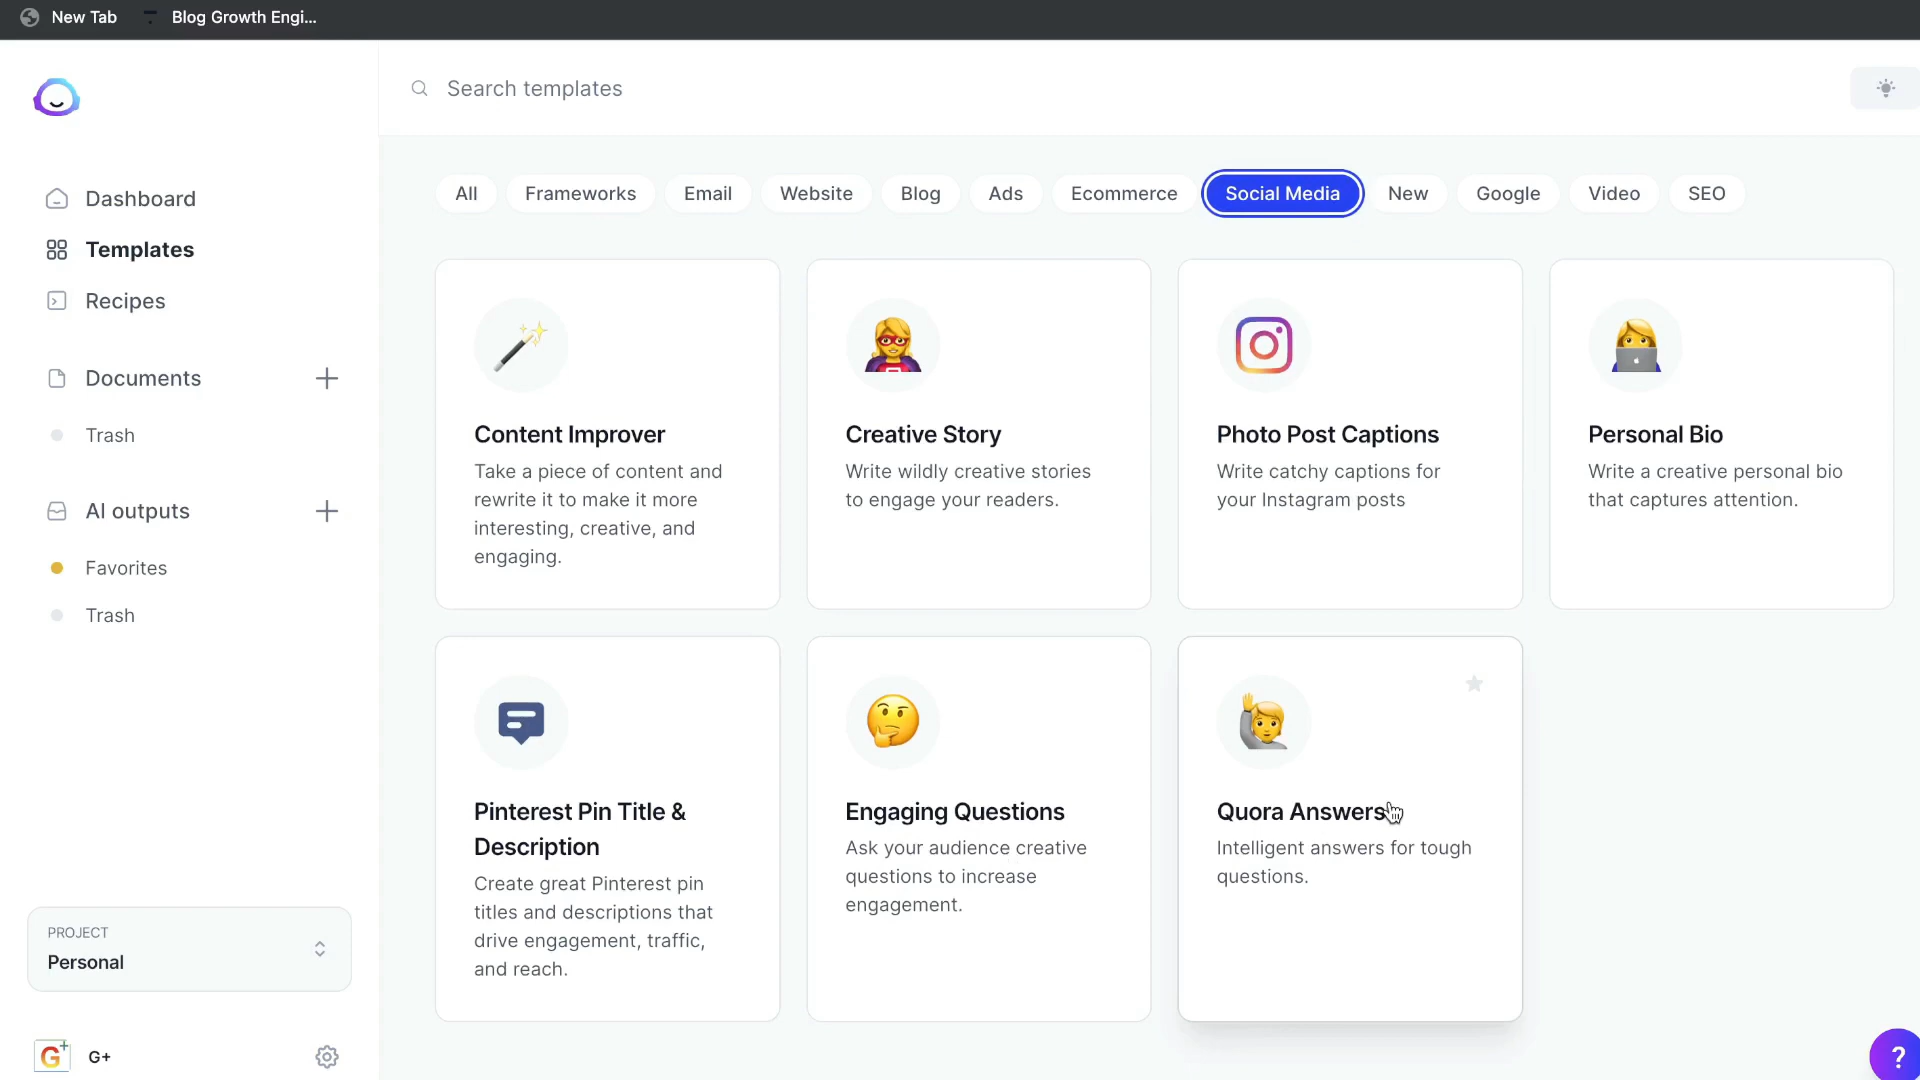 New Tab
Blog Growth Engi...
Search templates
Dashboard
Templates
Recipes
Documents
Trash
AI outputs
Favorites
Trash
PROJECT
Personal
G+
G+
All
Frameworks
Email
Website
Blog
Ads
Ecommerce
Social Media
New
Google
Video
SEO
Content Improver
Take a piece of content and
rewrite it to make it more
interesting, creative, and
engaging.
Creative Story
Write wildly creative stories
to engage your readers.
Photo Post Captions
Write catchy captions for
your Instagram posts
Personal Bio
Write a creative personal bio
that captures attention.
Pinterest Pin Title &
Description
Create great Pinterest pin
titles and descriptions that
drive engagement, traffic,
and reach.
Engaging Questions
Ask your audience creative
questions to increase
engagement.
Quora Answers
Intelligent answers for tough
questions.
?